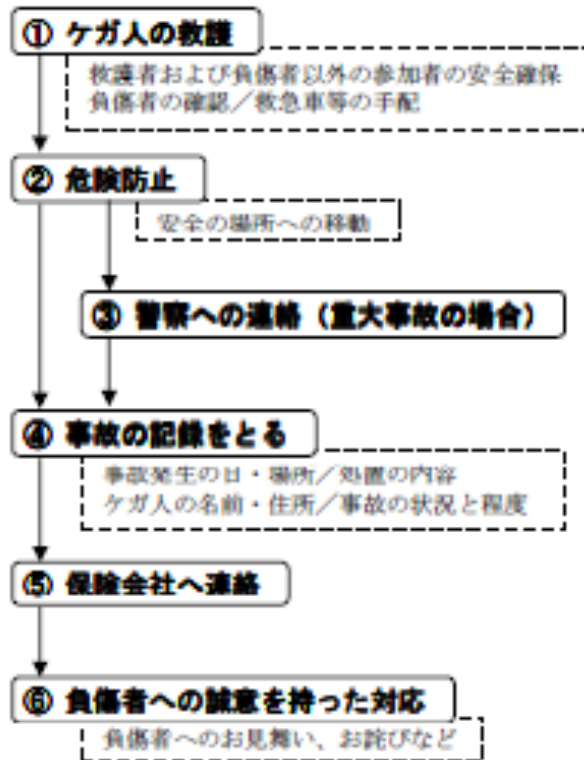 ① ケガ人の救護
救護者および負傷者以外の参加者の安全確保
負傷者の確認／救急車等の手配
② 危険防止
安全の場所への移動
③ 警察への連絡（重大事故の場合）
④ 事故の記録をとる
事故発生の日・場所／処置の内容
ケガ人の名前・住所／事故の状況と程度
⑤ 保険会社へ連絡
⑥ 負傷者への誠意を持った対応
負傷者へのお見舞い、お詫びなど